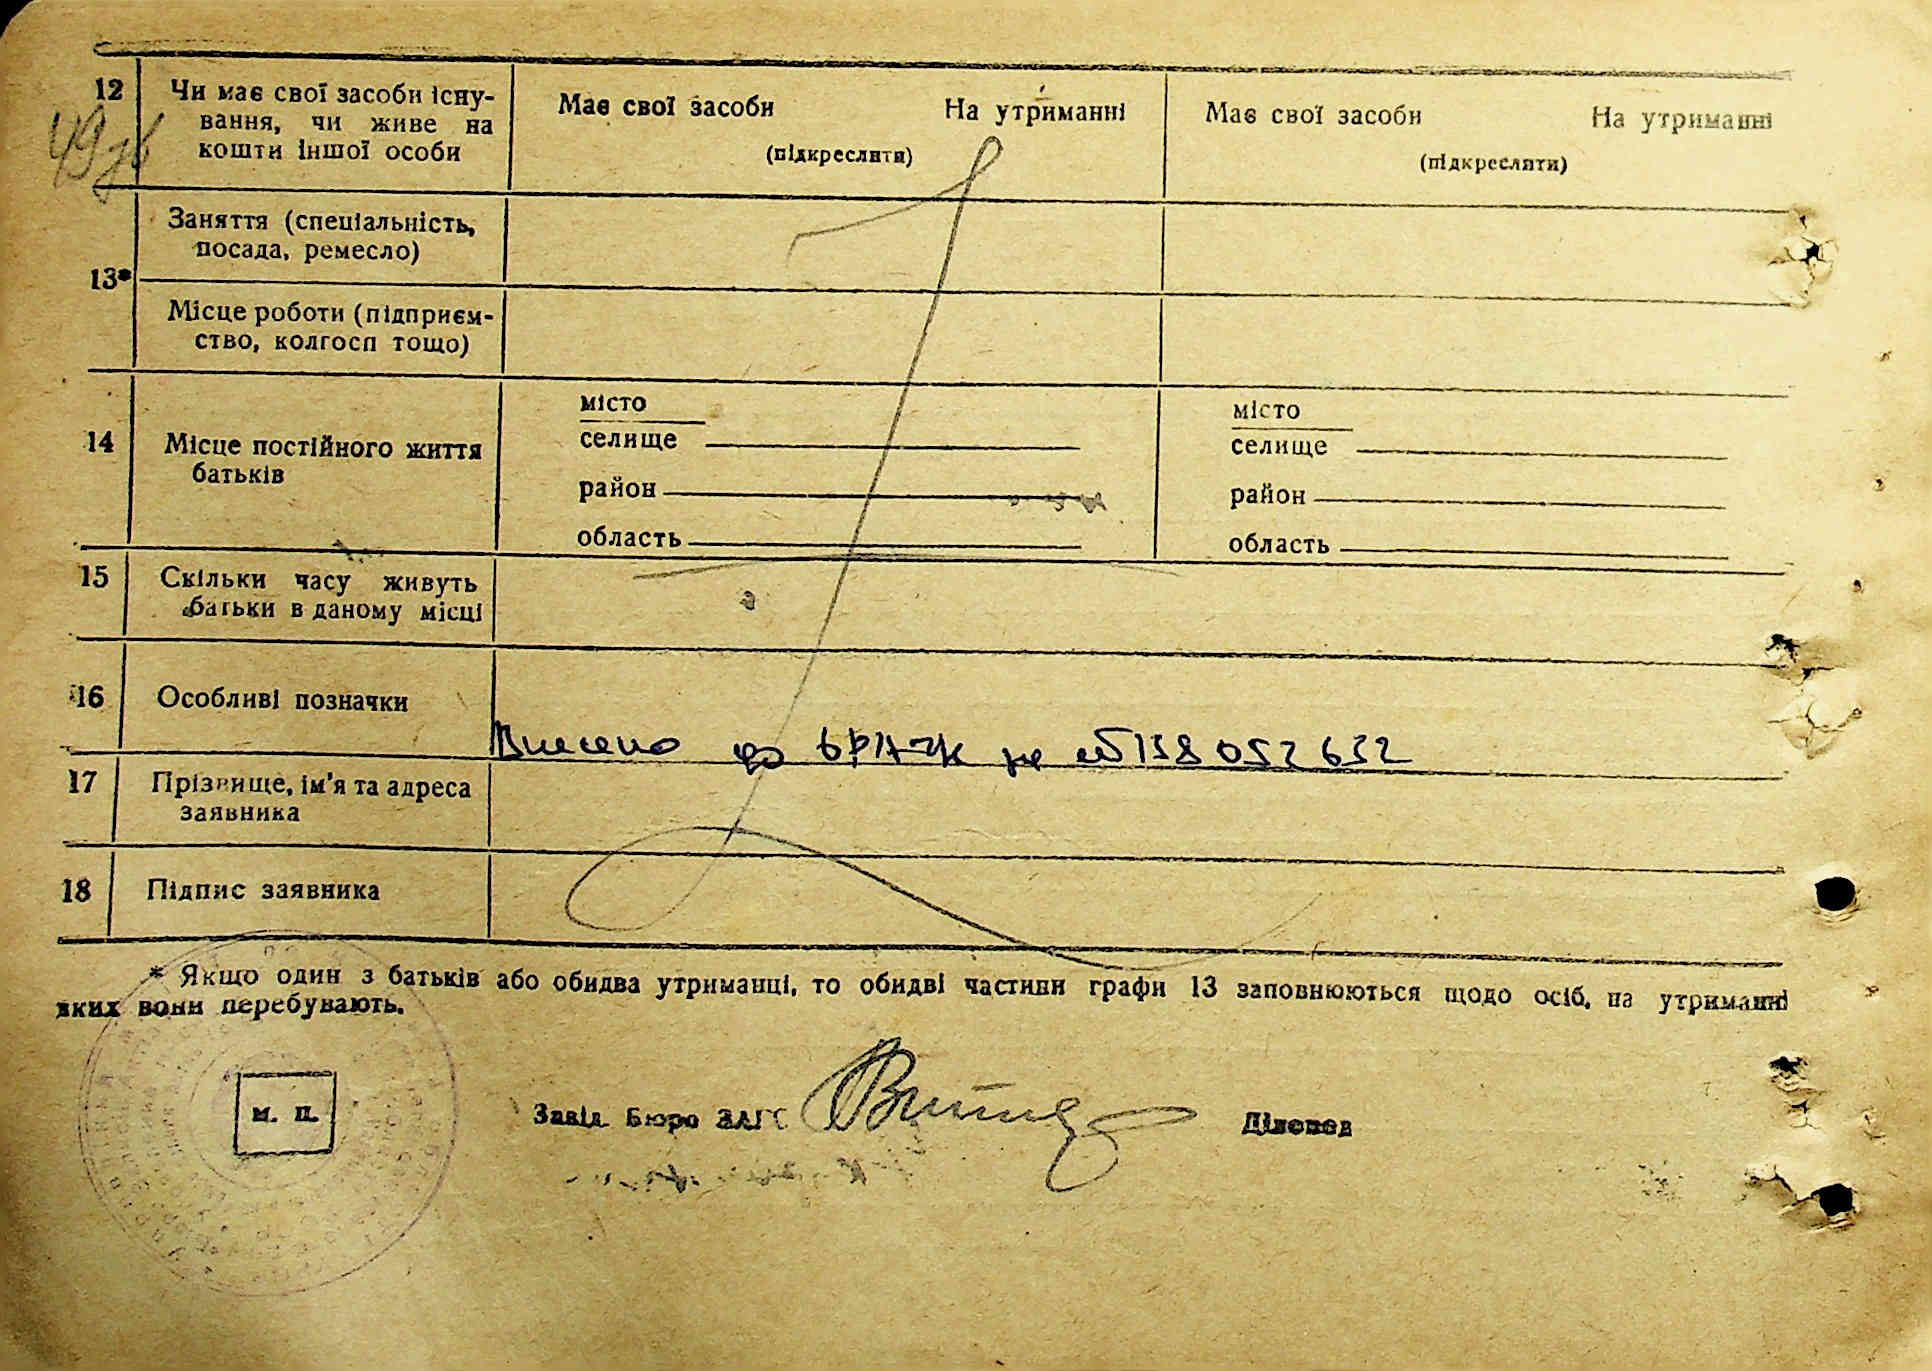 12 Чи має свої засоби існу-
вання, чи живе на
кошти іншої особи
Має свої засоби На утриманні
(підкреслити)
Має свої засоби На утриманні
(підкреслити)
13*
Заняття (спеціальність,
посада, ремесло)
Місце роботи (підприєм-
ство, колгосп тощо)
14 Місце постійного життя
батьків
місто
селище
район
область
місто
селище
район
область
15 Скільки часу живуть
батьки в даному місці
16 Особливі позначки
Внесено до
17 Прізвище, ім'я та адреса
заявника
18 Підпис заявника
* Якщо один з батьків або обидва утриманці, то обидві частини графи 13 заповнюються щодо осіб, на утриманні
яких вони перебувають.
м. п.
Завід. Бюро ЗАГС
Діловод